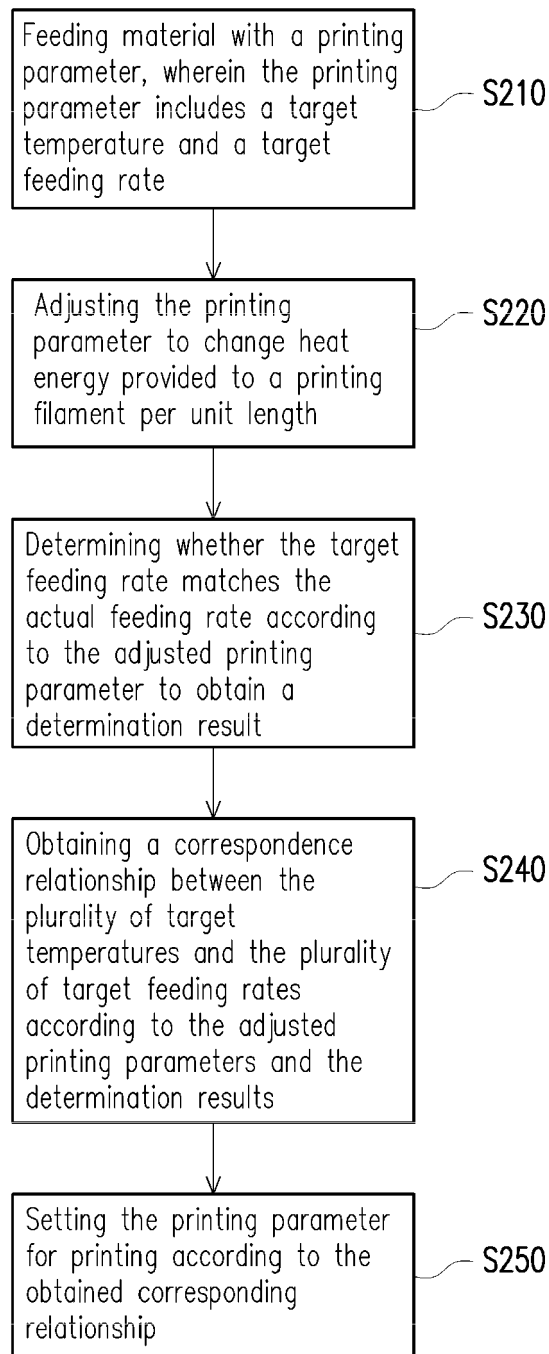 Feeding material with a printing
parameter, wherein the printing
parameter includes a target
temperature and a target
feeding rate
S210
Adjusting the printing
parameter to change heat
energy provided to a printing
filament per unit length
S220
Determining whether the target
feeding rate matches the
actual feeding rate according
to the adjusted printing
parameter to obtain a
determination result
S230
Obtaining a correspondence
relationship between the
plurality of target
temperatures and the plurality
of target feeding rates
according to the adjusted
printing parameters and the
determination results
S240
Setting the printing parameter
for printing according to the
obtained corresponding
relationship
S250